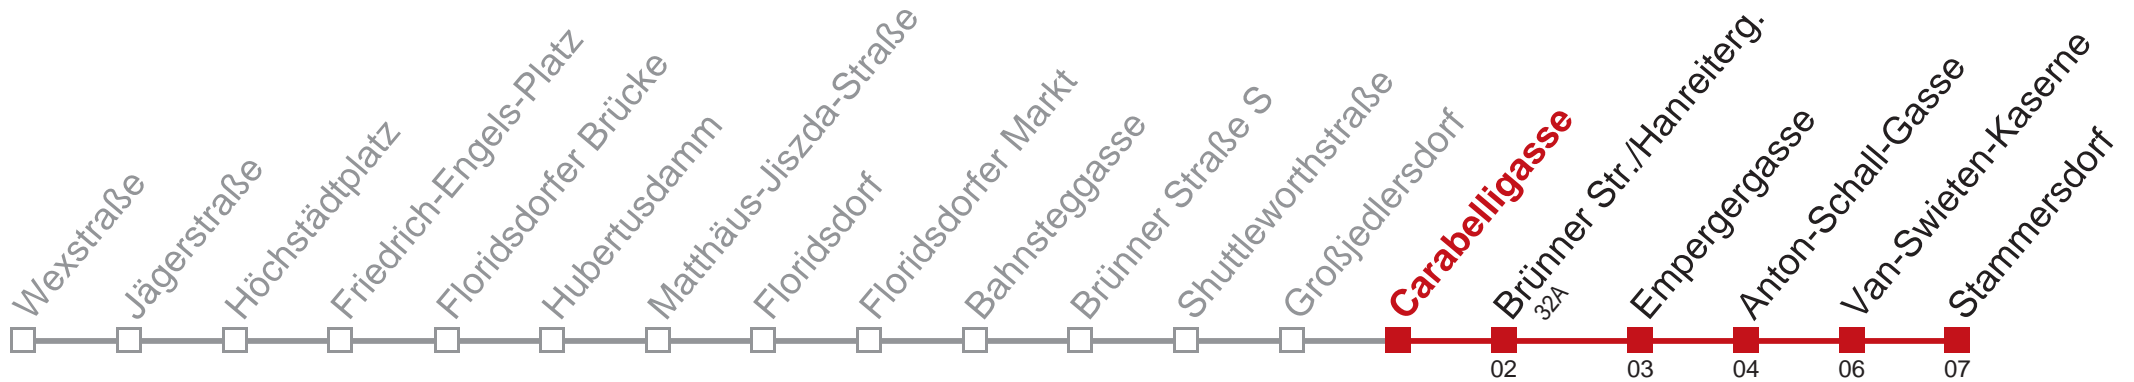 Wexstraße
Jägerstraße
Höchstädtplatz
Friedrich-Engels-Platz
Floridsdorfer Brücke
Hubertusdamm
Matthäus-Jiszda-Straße
Floridsdorf
Floridsdorfer Markt
Bahnsteggasse
Brünner Straße S
Shuttleworthstraße
Großjedlersdorf
Carabelligasse
Brünner Str./Hanreiterg.
32A
Empergergasse
Anton-Schall-Gasse
Van-Swieten-Kaserne
Stammersdorf
02 03 04 06 07